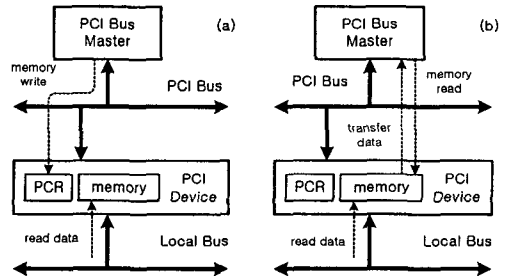 PCI Bus
Master
(a)
memory
write
PCI Bus
PCR
memory
PCI
Device
read data
Local Bus
PCI Bus
Master
(b)
PCI Bus
memory
read
transfer
data
PCR
memory
PCI
Device
read data
Local Bus